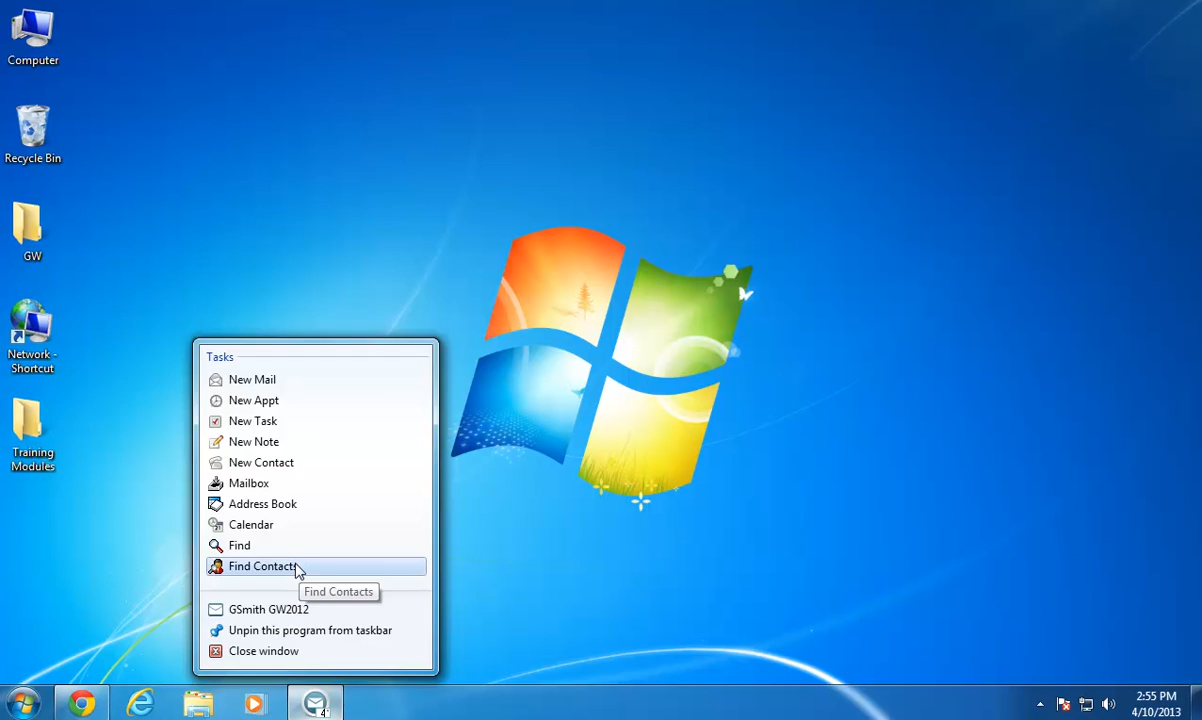 Computer
Recycle Bin
GW
Network -
Shortcut
Training
Modules
Tasks
New Mail
New Appt
New Task
New Note
New Contact
Mailbox
Address Book
Calendar
Find
Find Contacts
Find Contacts
GSmith GW2012
Unpin this program from taskbar
Close window
4
2:55 PM
4/10/2013